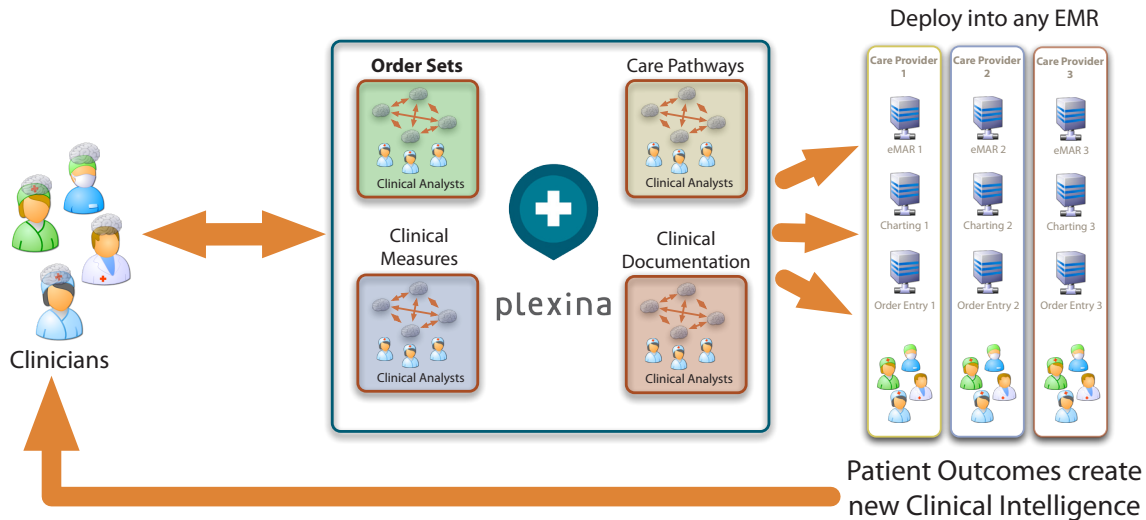 Deploy into any EMR
Order Sets
Clinical Analysts
Care Pathways
Clinical Analysts
Clinical
Measures
Clinical Analysts
Clinical
Documentation
Clinical Analysts
plexina
Clinicians
Care Provider
1
eMAR 1
Charting 1
Order Entry 1
Care Provider
2
eMAR 2
Charting 2
Order Entry 2
Care Provider
3
eMAR 3
Charting 3
Order Entry 3
Patient Outcomes create
new Clinical Intelligence